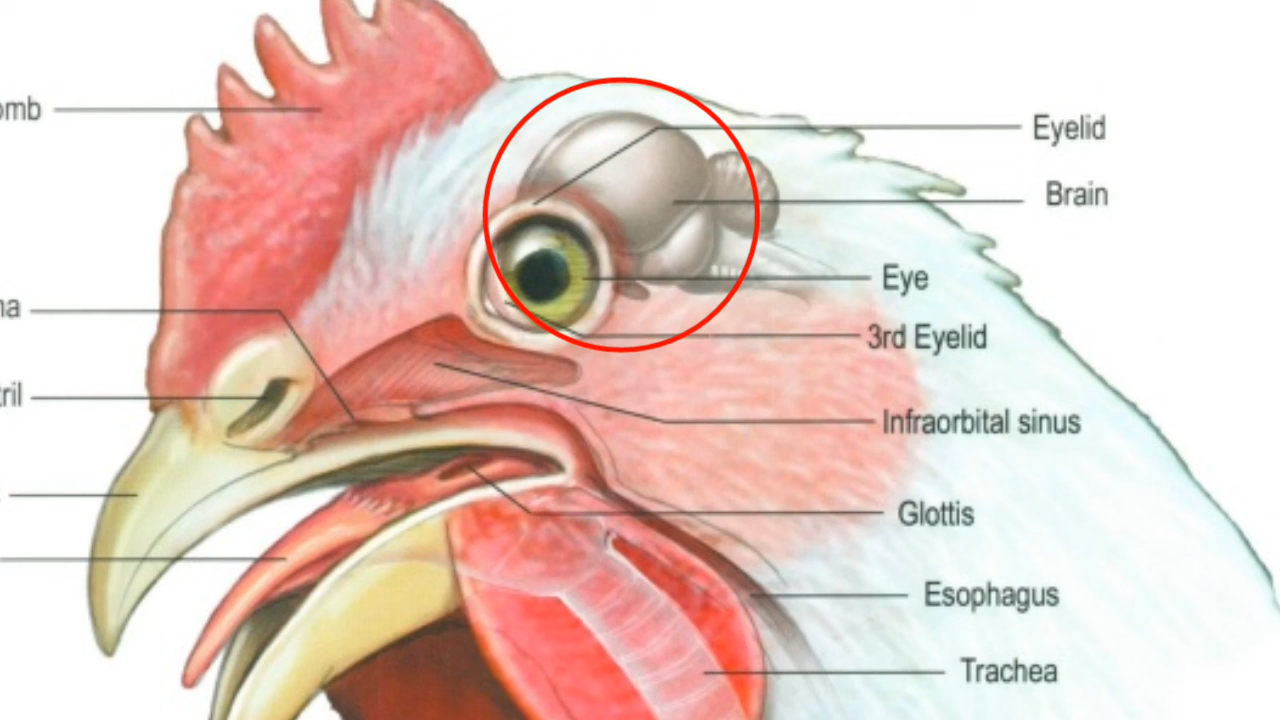 omb
Eyelid
Brain
Eye
na
3rd Eyelid
tril
Infraorbital sinus
Glottis
Esophagus
Trachea